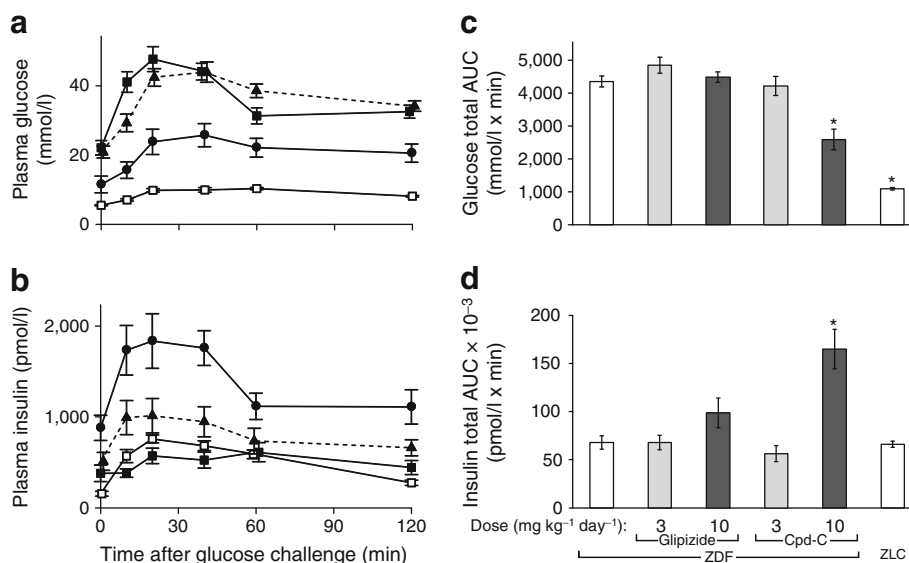 a
Plasma glucose
(mmol/l)
40
20
0
b
Plasma insulin (pmol/l)
2,000
1,000
0
0 30 60 90 120
Time after glucose challenge (min)
c
Glucose total AUC
(mmol/l x min)
5,000
4,000
3,000
2,000
1,000
0
*
*
d
Insulin total AUC × 10⁻³
(pmol/l x min)
200
150
100
50
0
*
Dose (mg kg⁻¹ day⁻¹): 3 10 3 10
Glipizide Cpd-C
ZDF ZLC